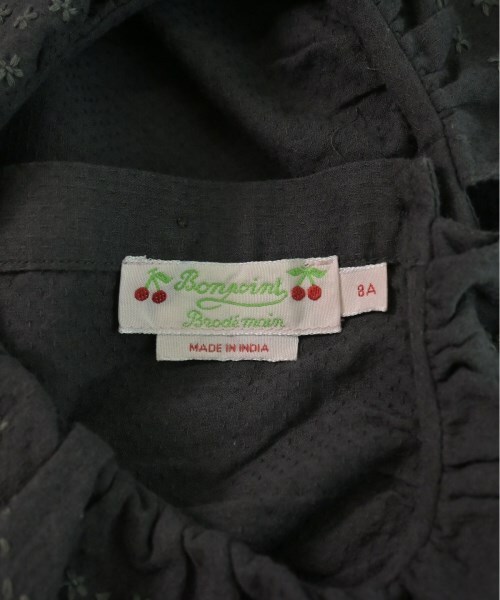 Bonpoint
Brodé main
8A
MADE IN INDIA